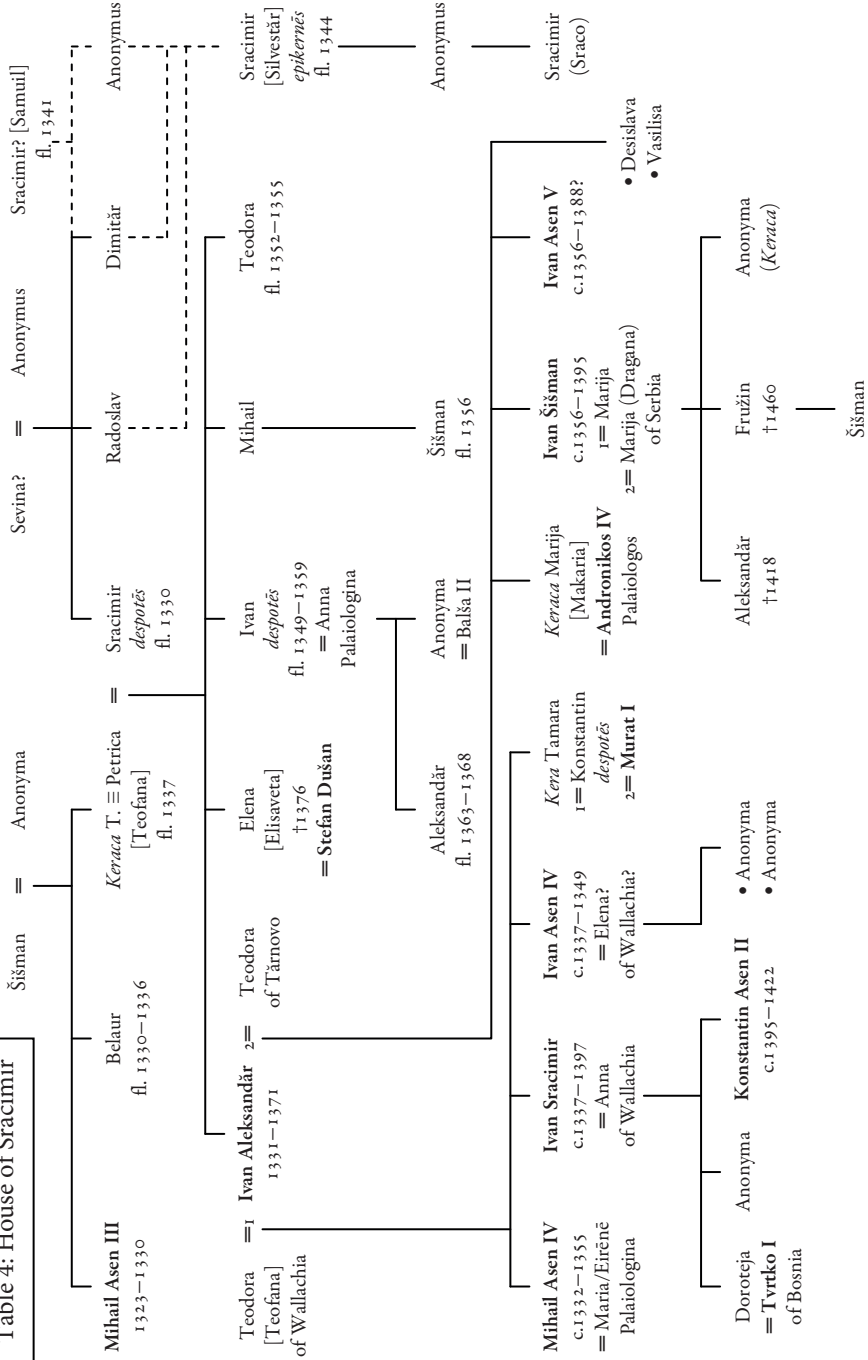 Table 4: House of Sracimir
Šišman
=
Anonyma
Sevina?
=
Anonymus
Sracimir? [Samuil]
fl. 1341
Mihail Asen III
1323–1330
Belaur
fl. 1330–1336
Keraca T. ≡ Petrica
[Teofana]
fl. 1337
=
Sracimir
despotēs
fl. 1330
Radoslav
Dimităr
Anonymus
Teodora
[Teofana]
of Wallachia
=1
Ivan Aleksandăr
1331–1371
2=
Teodora
of Tărnovo
Elena
[Elisaveta]
†1376
= Stefan Dušan
Ivan
despotēs
fl. 1349–1359
= Anna
Palaiologina
Mihail
Teodora
fl. 1352–1355
Sracimir
[Silvestăr]
epikernēs
fl. 1344
Aleksandăr
fl. 1363–1368
Anonyma
= Balša II
Šišman
fl. 1356
Anonymus
Mihail Asen IV
c.1332–1355
= Maria/Eirēnē
Palaiologina
Ivan Sracimir
c.1337–1397
= Anna
of Wallachia
Ivan Asen IV
c.1337–1349
= Elena?
of Wallachia?
Kera Tamara
1= Konstantin
despotēs
2= Murat I
Keraca Marija
[Makaria]
= Andronikos IV
Palaiologos
Ivan Šišman
c.1356–1395
1= Marija
2= Marija (Dragana)
of Serbia
Ivan Asen V
c.1356–1388?
• Desislava
• Vasilisa
Sracimir
(Sraco)
Doroteja
= Tvrtko I
of Bosnia
Anonyma
Konstantin Asen II
c.1395–1422
• Anonyma
• Anonyma
Aleksandăr
†1418
Fružin
†1460
Anonyma
(Keraca)
Šišman